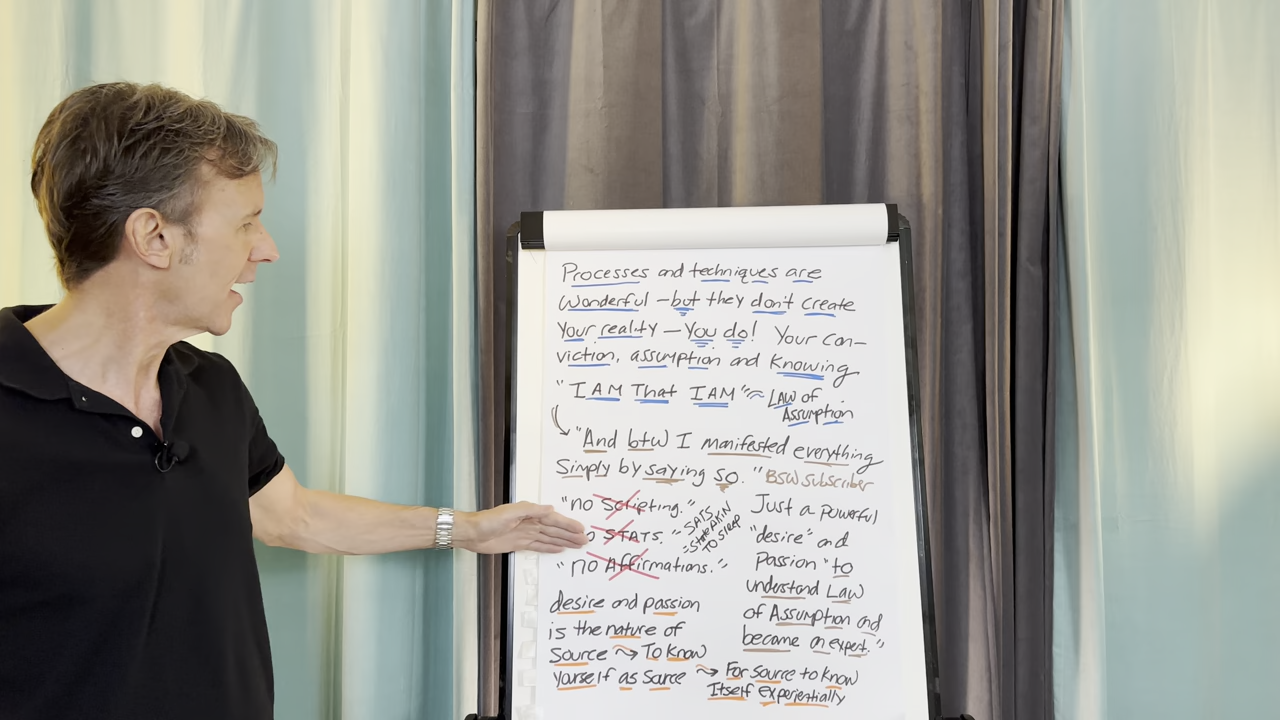 Processes and techniques are
wonderful – but they don't create
your reality – You do! Your con-
viction, assumption and knowing
"I AM That I AM" ≈ LAW of
Assumption
"And btw I manifested everything
Simply by saying so." BSW subscriber
"no Scripting."
STATS."
"no Affirmations."
SATS
=State AKIN
TO sleep
Just a powerful
"desire" and
Passion "to
understand Law
of Assumption and
became an expert."
desire and passion
is the nature of
Source → To Know
yourself as Source → For source to know
Itself experientially